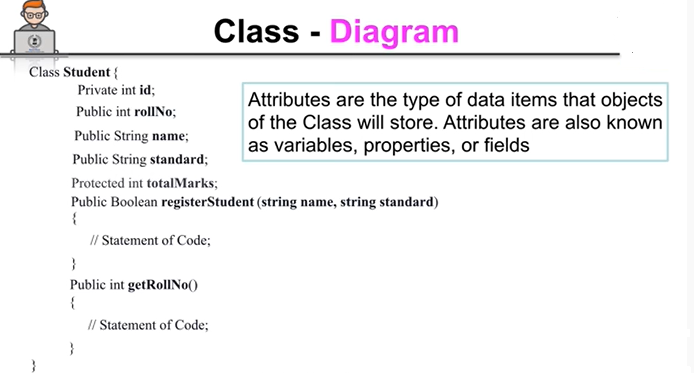 Class - Diagram
Class Student {
Private int id;
Public int rollNo;
Public String name;
Public String standard;
Protected int totalMarks;
Public Boolean registerStudent (string name, string standard)
{
// Statement of Code;
}
Public int getRollNo()
{
// Statement of Code;
}
}
Attributes are the type of data items that objects
of the Class will store. Attributes are also known
as variables, properties, or fields